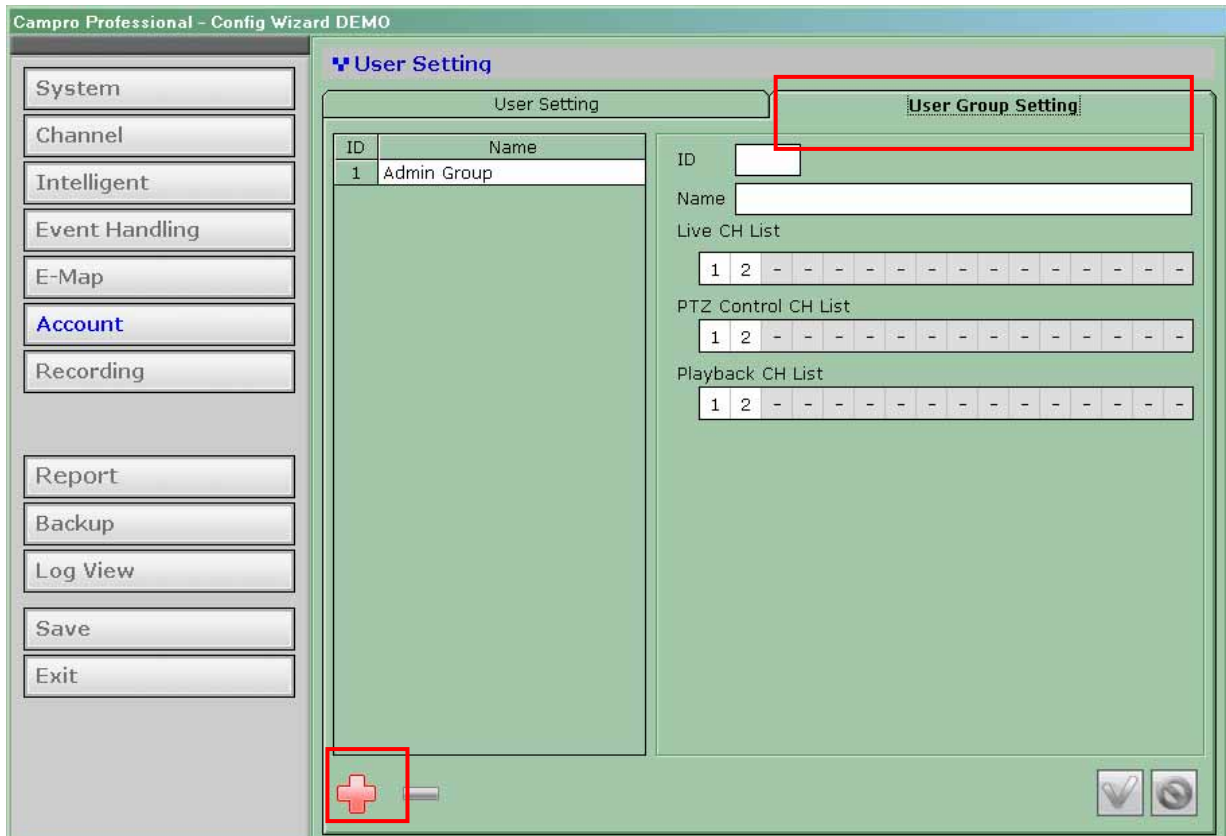 Campro Professional - Config Wizard DEMO
System
Channel
Intelligent
Event Handling
E-Map
Account
Recording
Report
Backup
Log View
Save
Exit
User Setting
User Setting
User Group Setting
ID Name
1 Admin Group
ID
Name
Live CH List
1 2 - - - - - - - - - - - - - -
PTZ Control CH List
1 2 - - - - - - - - - - - - - -
Playback CH List
1 2 - - - - - - - - - - - - - -